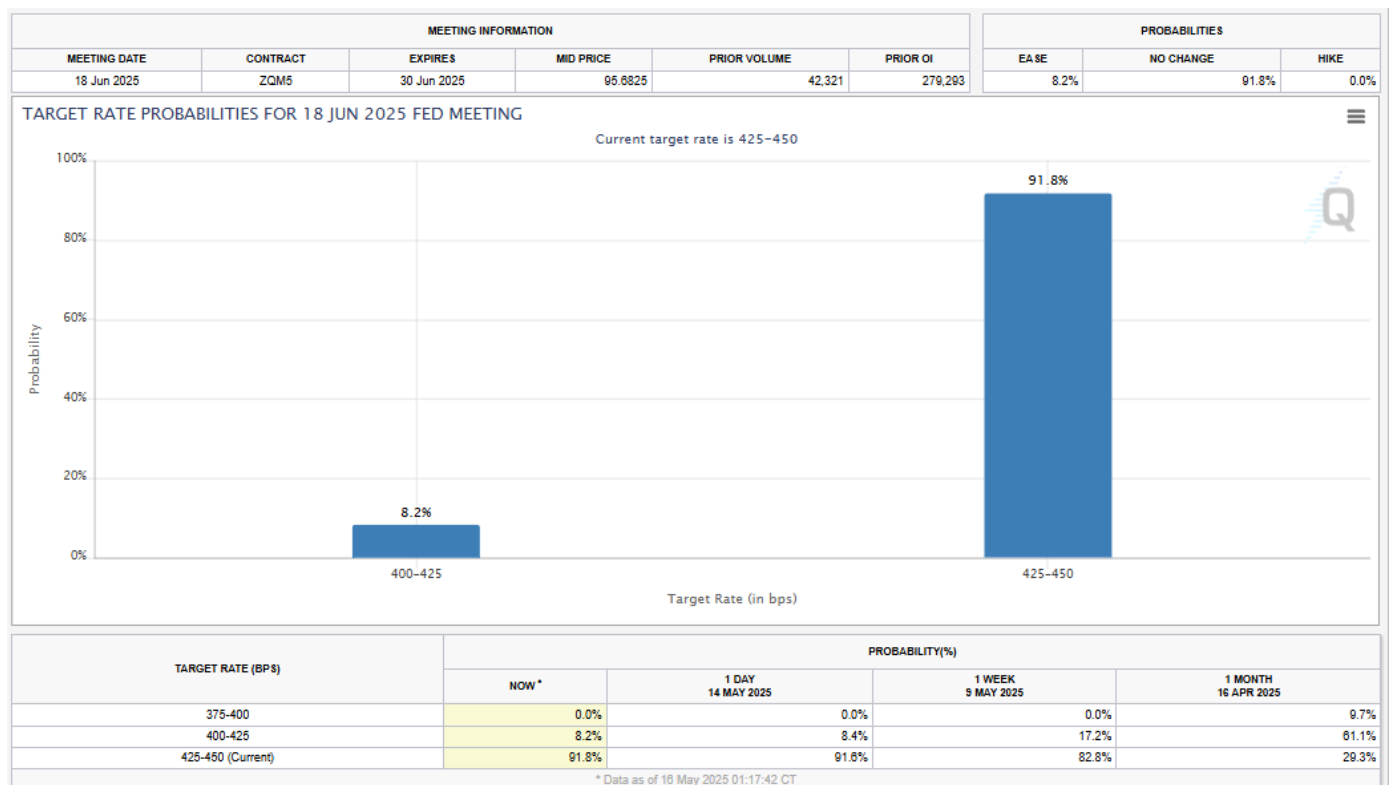 MEETING INFORMATION
MEETING DATE CONTRACT EXPIRES MID PRICE PRIOR VOLUME PRIOR OI
18 Jun 2025 ZQM5 30 Jun 2025 95.6825 42,321 279,293
PROBABILITIES
EASE NO CHANGE HIKE
8.2% 91.8% 0.0%
TARGET RATE PROBABILITIES FOR 18 JUN 2025 FED MEETING
Current target rate is 425-450
100%
80%
60%
40%
20%
0%
Probability
8.2%
91.8%
Q
400-425
425-450
Target Rate (in bps)
TARGET RATE (BPS) PROBABILITY(%)
NOW * 1 DAY 1 WEEK 1 MONTH
14 MAY 2025 9 MAY 2025 16 APR 2025
375-400 0.0% 0.0% 0.0% 9.7%
400-425 8.2% 8.4% 17.2% 61.1%
425-450 (Current) 91.8% 91.6% 82.8% 29.3%
* Data as of 16 May 2025 01:17:42 CT